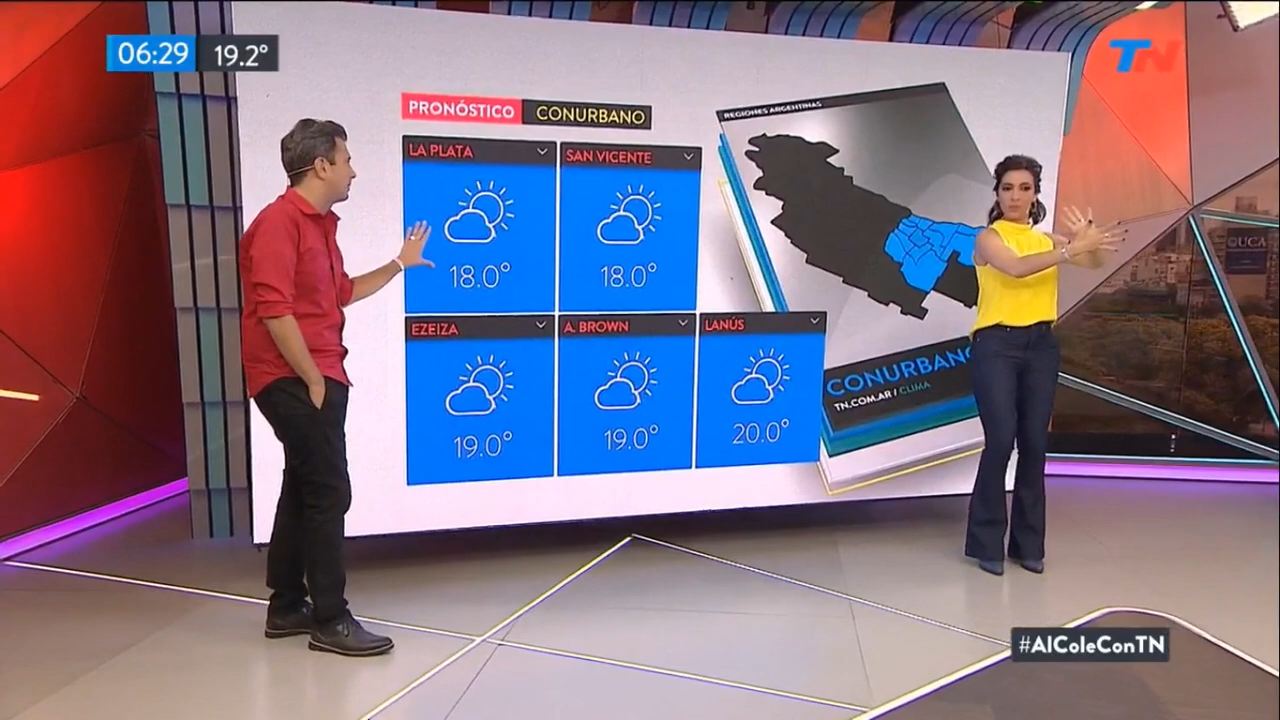 06:29 19.2°
TN
PRONÓSTICO CONURBANO
REGIONES ARGENTINAS
LA PLATA
18.0°
SAN VICENTE
18.0°
EZEIZA
19.0°
A. BROWN
19.0°
LANÚS
20.0°
CONURBANO
TN.COM.AR / CLIMA
UCA
#AlColeConTN